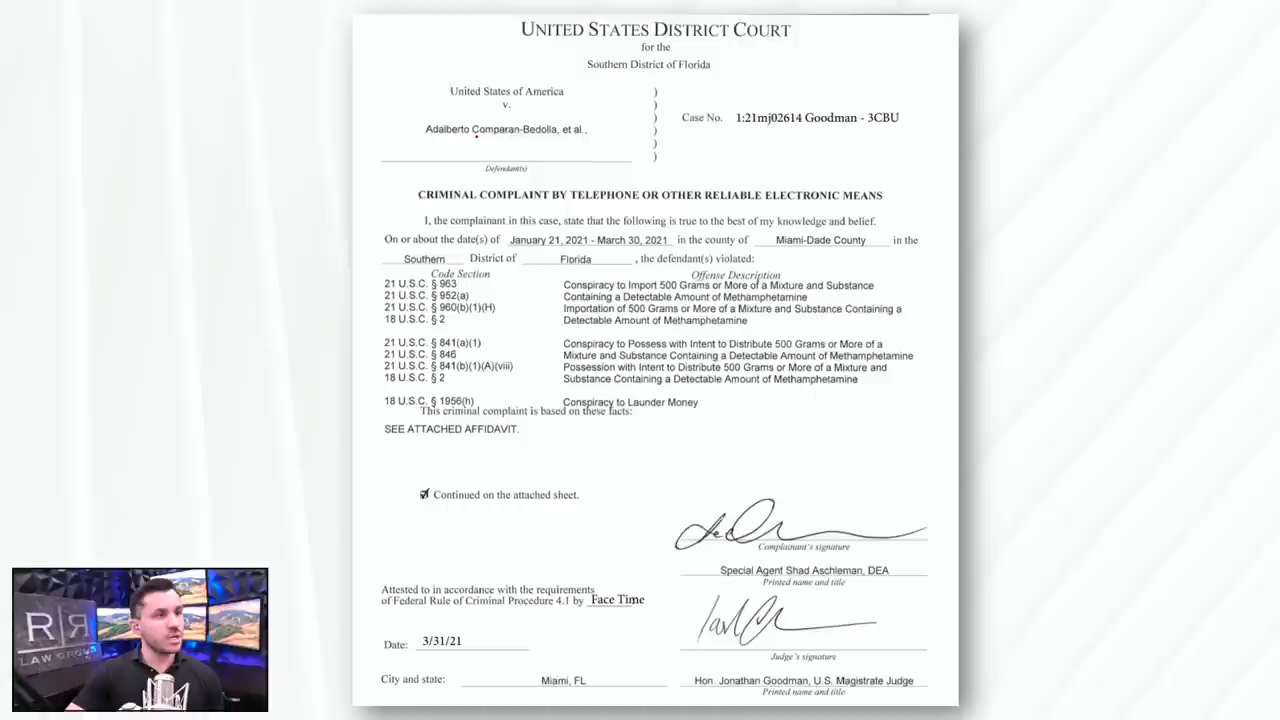 UNITED STATES DISTRICT COURT
for the
Southern District of Florida
United States of America
v.
Adalberto Comparan-Bedolla, et al.,
Defendant(s)
)
)
)
)
)
)
Case No. 1:21mj02614 Goodman - 3CBU
CRIMINAL COMPLAINT BY TELEPHONE OR OTHER RELIABLE ELECTRONIC MEANS
I, the complainant in this case, state that the following is true to the best of my knowledge and belief.
On or about the date(s) of January 21, 2021 - March 30, 2021 in the county of Miami-Dade County in the
Southern District of Florida , the defendant(s) violated:
Code Section Offense Description
21 U.S.C. § 963 Conspiracy to Import 500 Grams or More of a Mixture and Substance
21 U.S.C. § 952(a) Containing a Detectable Amount of Methamphetamine
21 U.S.C. § 960(b)(1)(H) Importation of 500 Grams or More of a Mixture and Substance Containing a
18 U.S.C. § 2 Detectable Amount of Methamphetamine
21 U.S.C. § 841(a)(1) Conspiracy to Possess with Intent to Distribute 500 Grams or More of a
21 U.S.C. § 846 Mixture and Substance Containing a Detectable Amount of Methamphetamine
21 U.S.C. § 841(b)(1)(A)(viii) Possession with Intent to Distribute 500 Grams or More of a Mixture and
18 U.S.C. § 2 Substance Containing a Detectable Amount of Methamphetamine
18 U.S.C. § 1956(h) Conspiracy to Launder Money
This criminal complaint is based on these facts:
SEE ATTACHED AFFIDAVIT.
Continued on the attached sheet.
Complainant's signature
Special Agent Shad Aschleman, DEA
Printed name and title
Attested to in accordance with the requirements
of Federal Rule of Criminal Procedure 4.1 by Face Time
Date: 3/31/21
Judge's signature
City and state: Miami, FL
Hon. Jonathan Goodman, U.S. Magistrate Judge
Printed name and title
R R
LAW GROUP